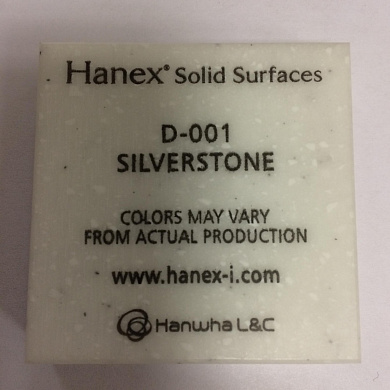 Hanex® Solid Surfaces
D-001
SILVERSTONE
COLORS MAY VARY
FROM ACTUAL PRODUCTION
www.hanex-i.com
Hanwha L&C